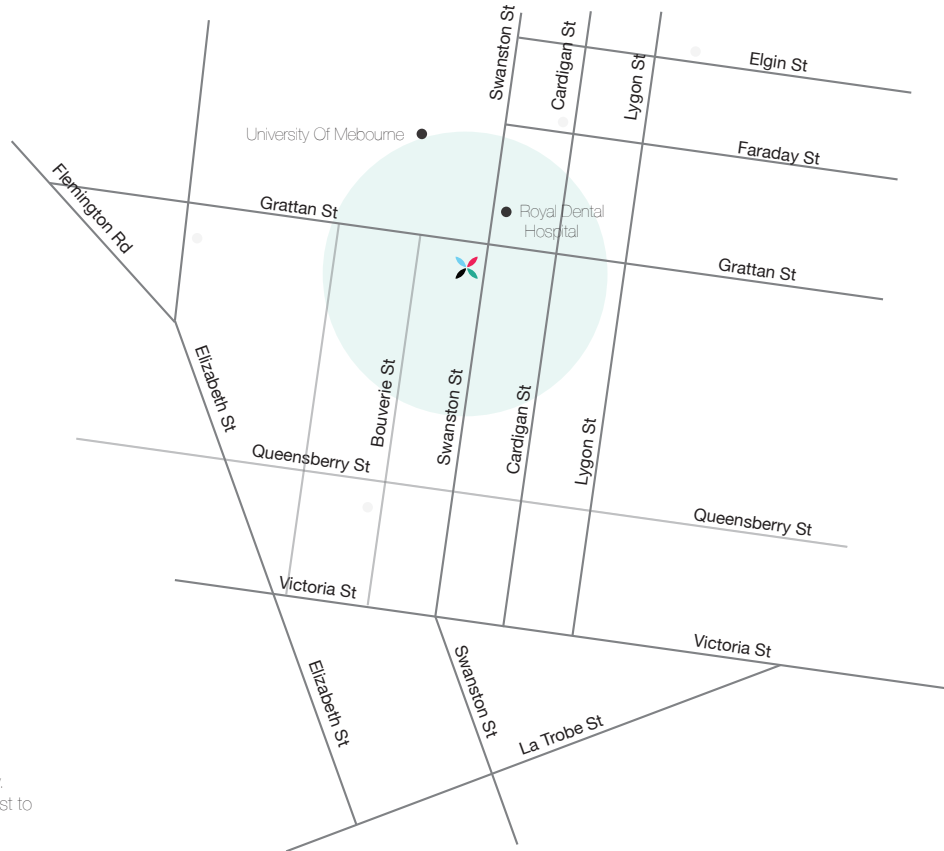 Swanston St
Cardigan St
Lygon St
Elgin St
University Of Mebourne
Faraday St
Flemington Rd
Grattan St
Royal Dental
Hospital
Grattan St
Elizabeth St
Bouverie St
Swanston St
Cardigan St
Lygon St
Queensberry St
Queensberry St
Victoria St
Victoria St
Elizabeth St
Swanston St
La Trobe St
st to